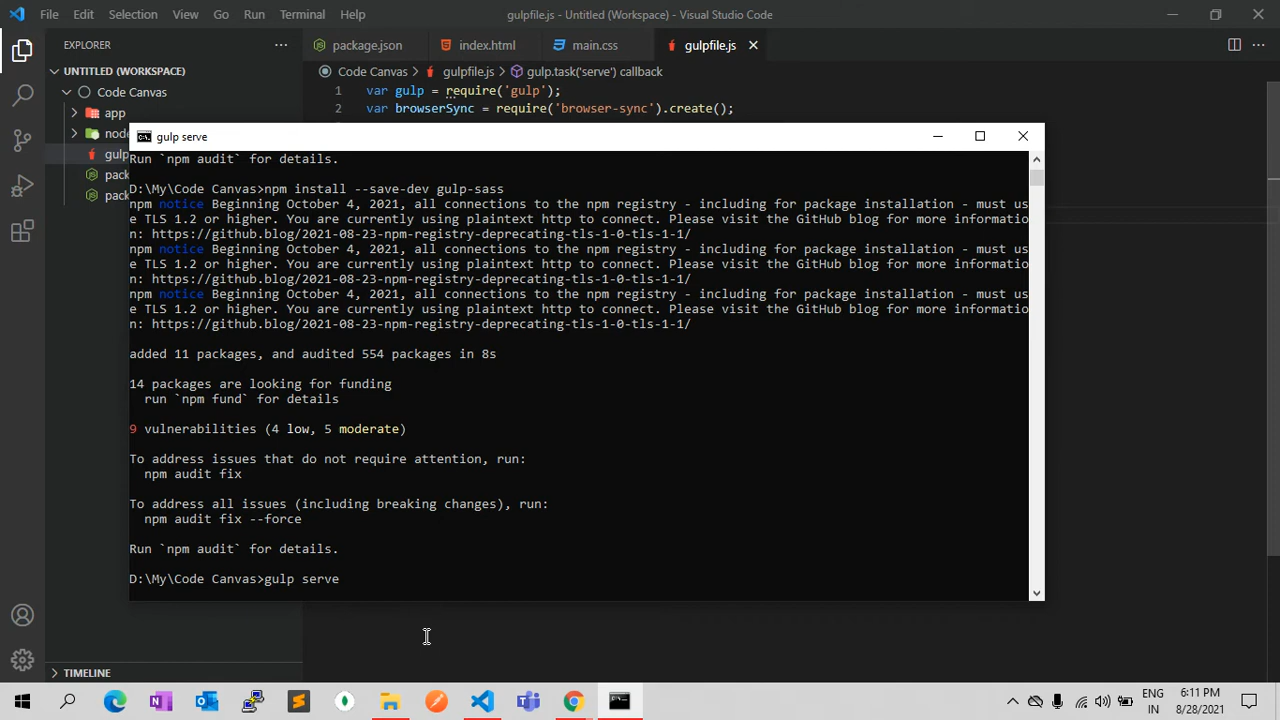 File Edit Selection View Go Run Terminal Help
gulpfile.js - Untitled (Workspace) - Visual Studio Code
EXPLORER
package.json
index.html
main.css
gulpfile.js
UNTITLED (WORKSPACE)
Code Canvas > gulpfile.js > gulp.task('serve') callback
Code Canvas
1 var gulp = require('gulp');
app
2 var browserSync = require('browser-sync').create();
node
gulp
pack
pack
gulp serve
Run `npm audit` for details.
D:\My\Code Canvas>npm install --save-dev gulp-sass
npm notice Beginning October 4, 2021, all connections to the npm registry - including for package installation - must us
e TLS 1.2 or higher. You are currently using plaintext http to connect. Please visit the GitHub blog for more informatio
n: https://github.blog/2021-08-23-npm-registry-deprecating-tls-1-0-tls-1-1/
npm notice Beginning October 4, 2021, all connections to the npm registry - including for package installation - must us
e TLS 1.2 or higher. You are currently using plaintext http to connect. Please visit the GitHub blog for more informatio
n: https://github.blog/2021-08-23-npm-registry-deprecating-tls-1-0-tls-1-1/
npm notice Beginning October 4, 2021, all connections to the npm registry - including for package installation - must us
e TLS 1.2 or higher. You are currently using plaintext http to connect. Please visit the GitHub blog for more informatio
n: https://github.blog/2021-08-23-npm-registry-deprecating-tls-1-0-tls-1-1/
added 11 packages, and audited 554 packages in 8s
14 packages are looking for funding
run `npm fund` for details
9 vulnerabilities (4 low, 5 moderate)
To address issues that do not require attention, run:
npm audit fix
To address all issues (including breaking changes), run:
npm audit fix --force
Run `npm audit` for details.
D:\My\Code Canvas>gulp serve
TIMELINE
ENG
IN
6:11 PM
8/28/2021